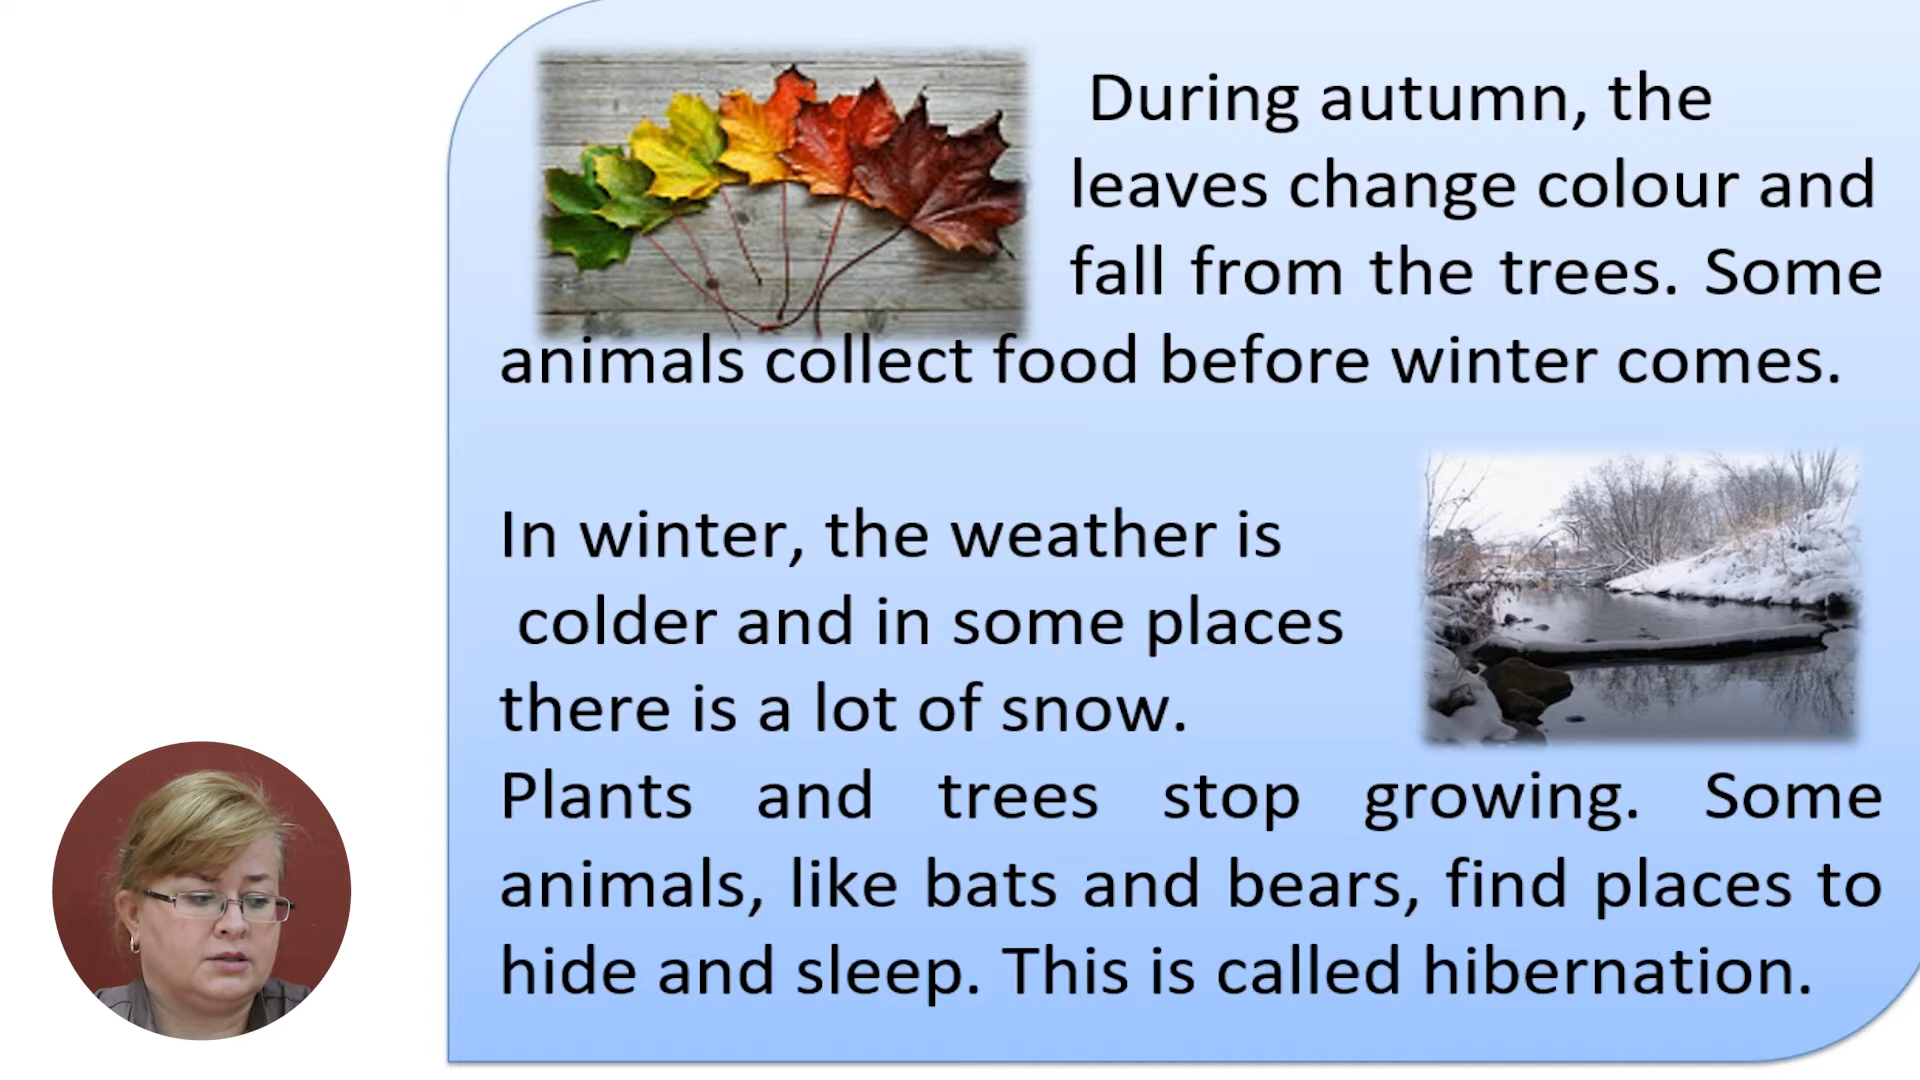 During autumn, the
leaves change colour and
fall from the trees. Some
animals collect food before winter comes.
In winter, the weather is
colder and in some places
there is a lot of snow.
Plants and trees stop growing. Some
animals, like bats and bears, find places to
hide and sleep. This is called hibernation.